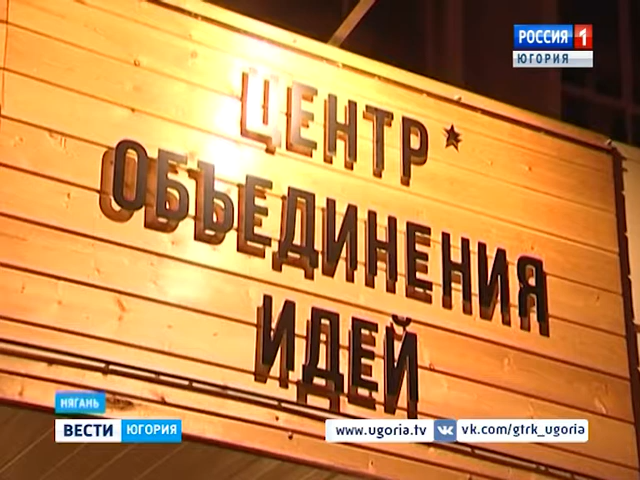 РОССИЯ 1
ЮГОРИЯ
ЦЕНТР
ОБЪЕДИНЕНИЯ
ИДЕЙ
НЯГАНЬ
ВЕСТИ ЮГОРИЯ
www.ugoria.tv vk.com/gtrk_ugoria